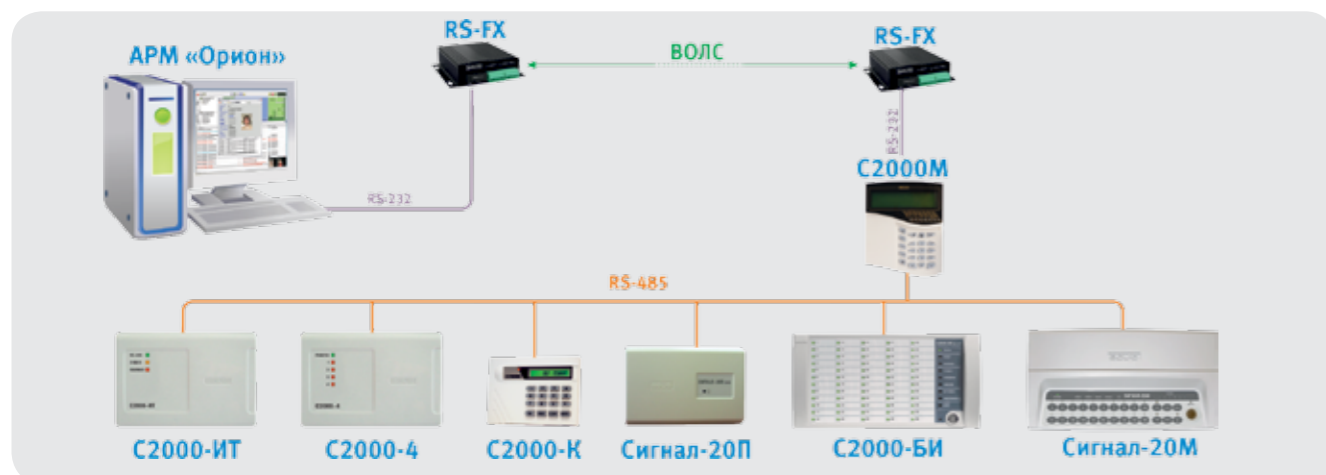 RS-FX
RS-FX
АРМ «Орион»
ВОЛС
RS-232
С2000М
RS-232
RS-485
С2000-ИТ
С2000-4
С2000-К
Сигнал-20П
С2000-БИ
Сигнал-20М